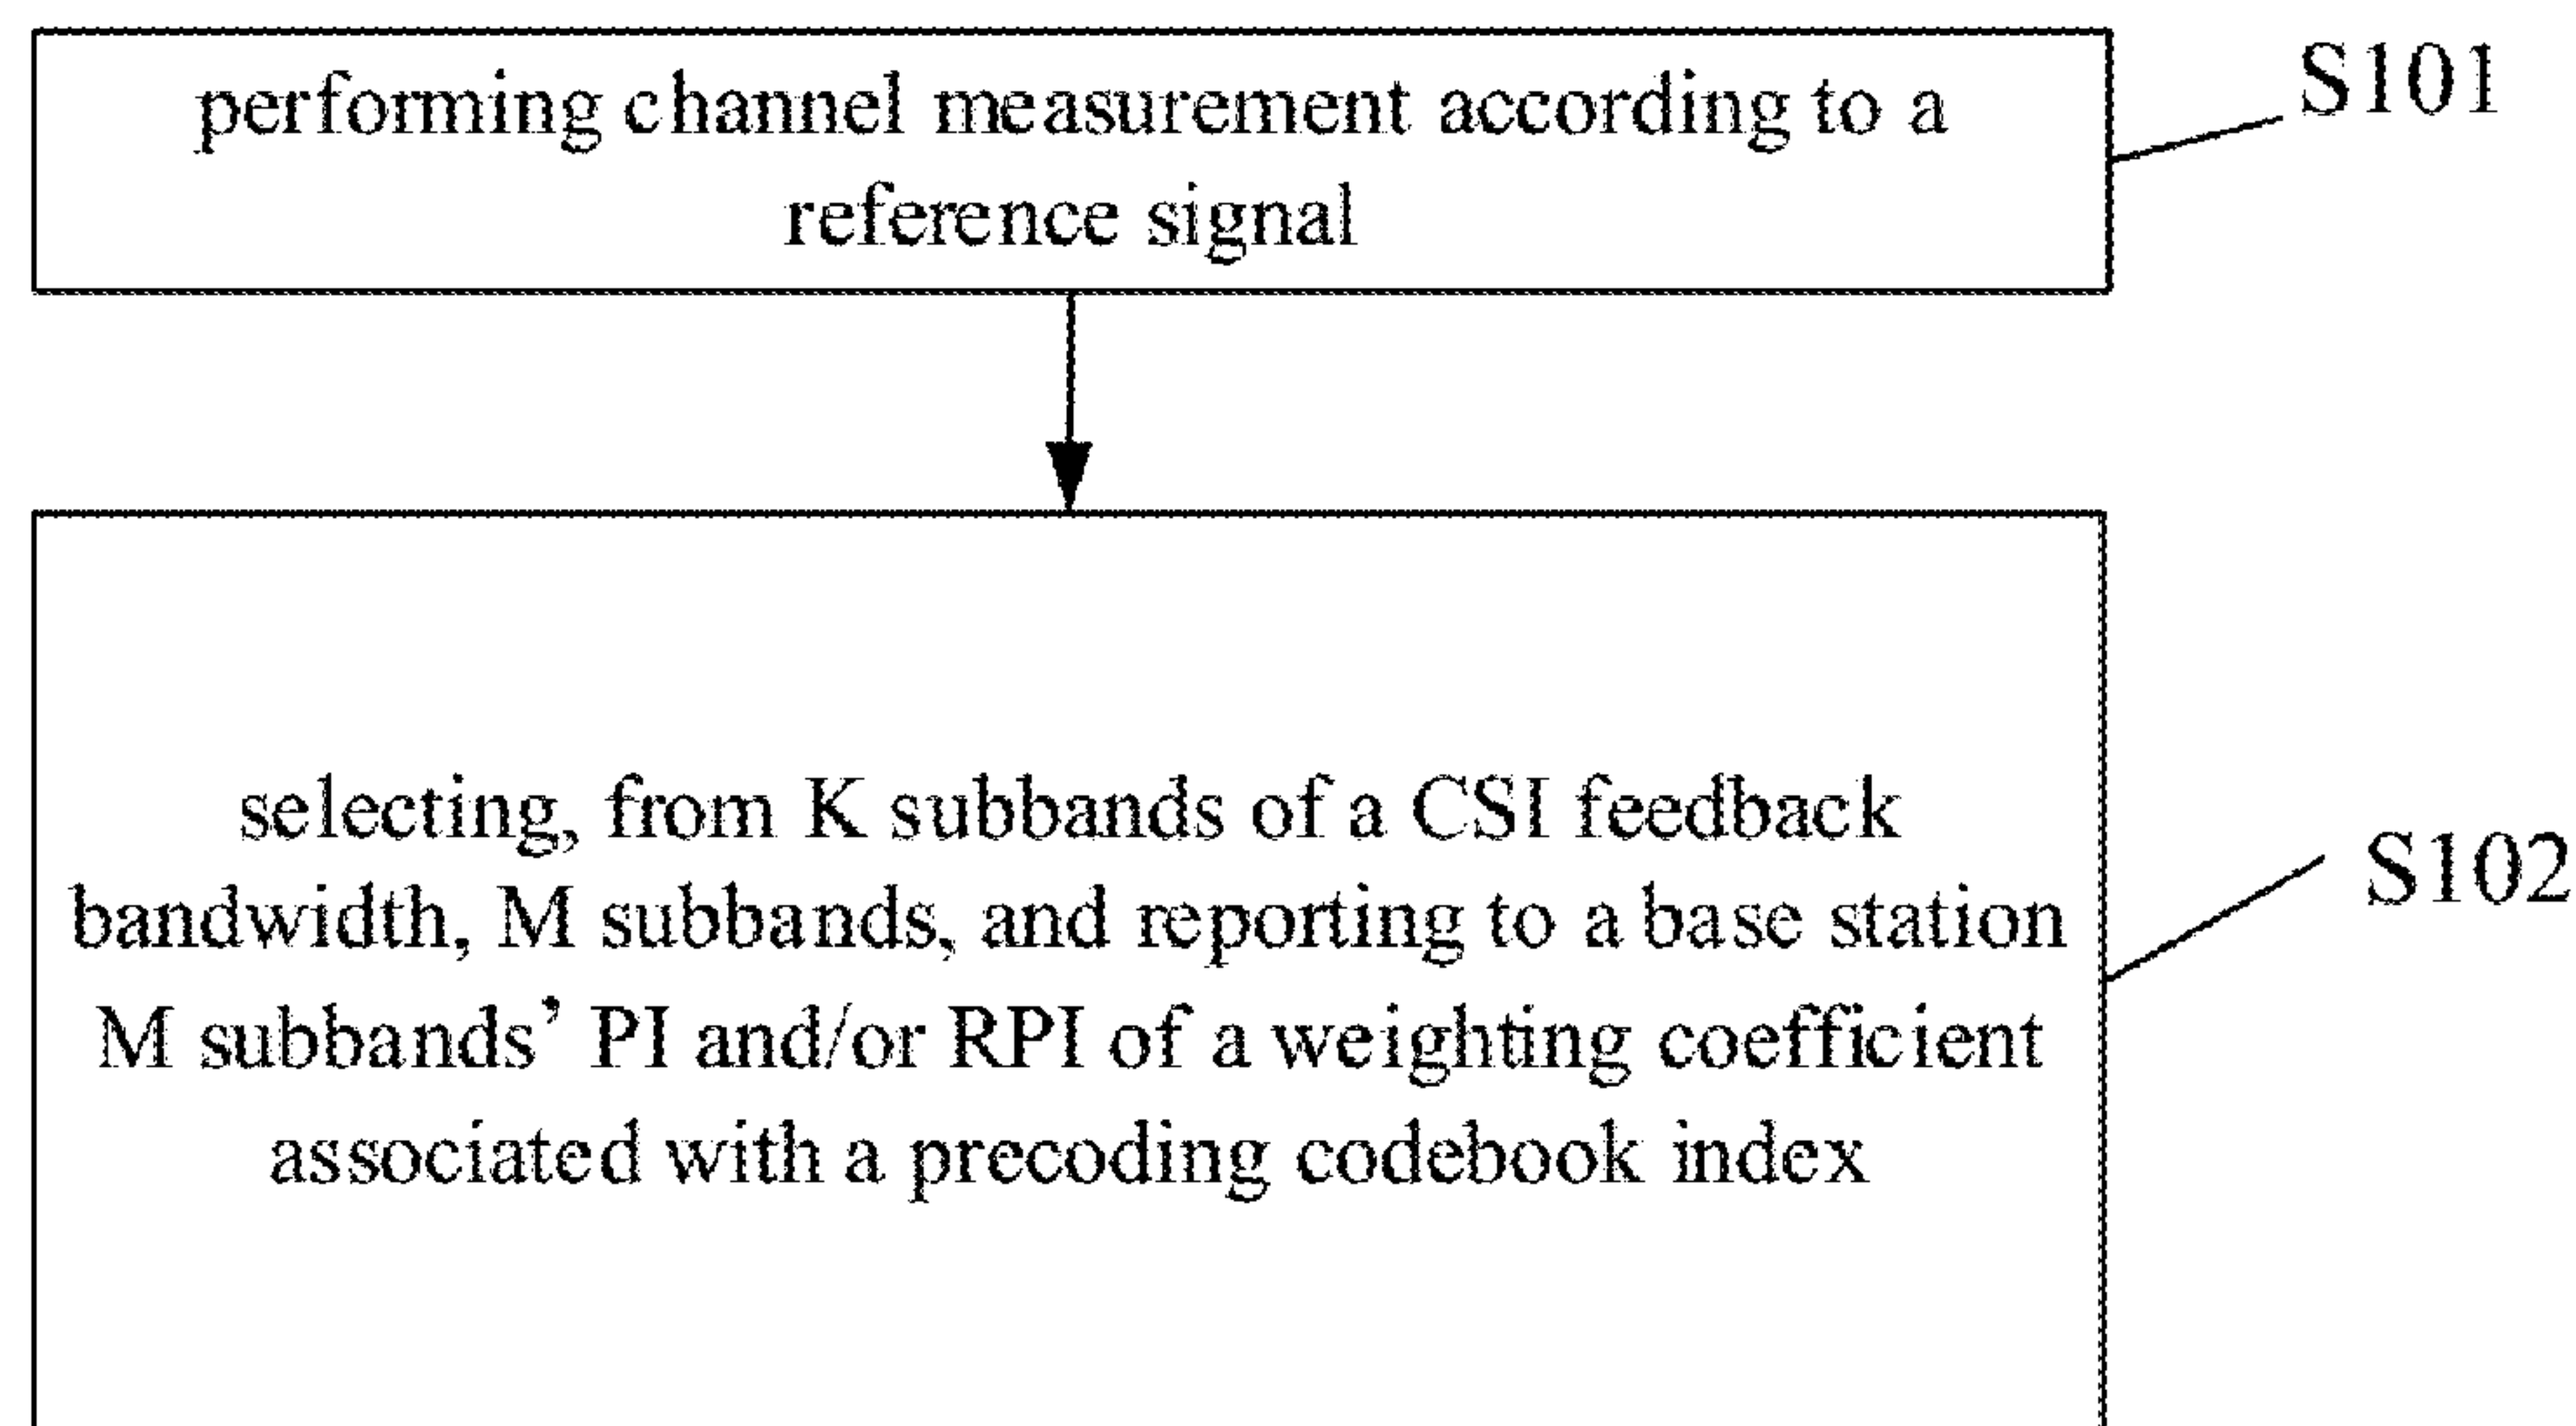 performing channel measurement according to a
reference signal
S101
selecting, from K subbands of a CSI feedback
bandwidth, M subbands, and reporting to a base station
M subbands’ PI and/or RPI of a weighting coefficient
associated with a precoding codebook index
S102